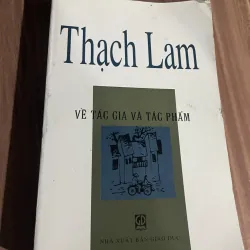 Thạch Lam
VỀ TÁC GIA VÀ TÁC PHẨM
NHÀ XUẤT BẢN GIÁO DỤC